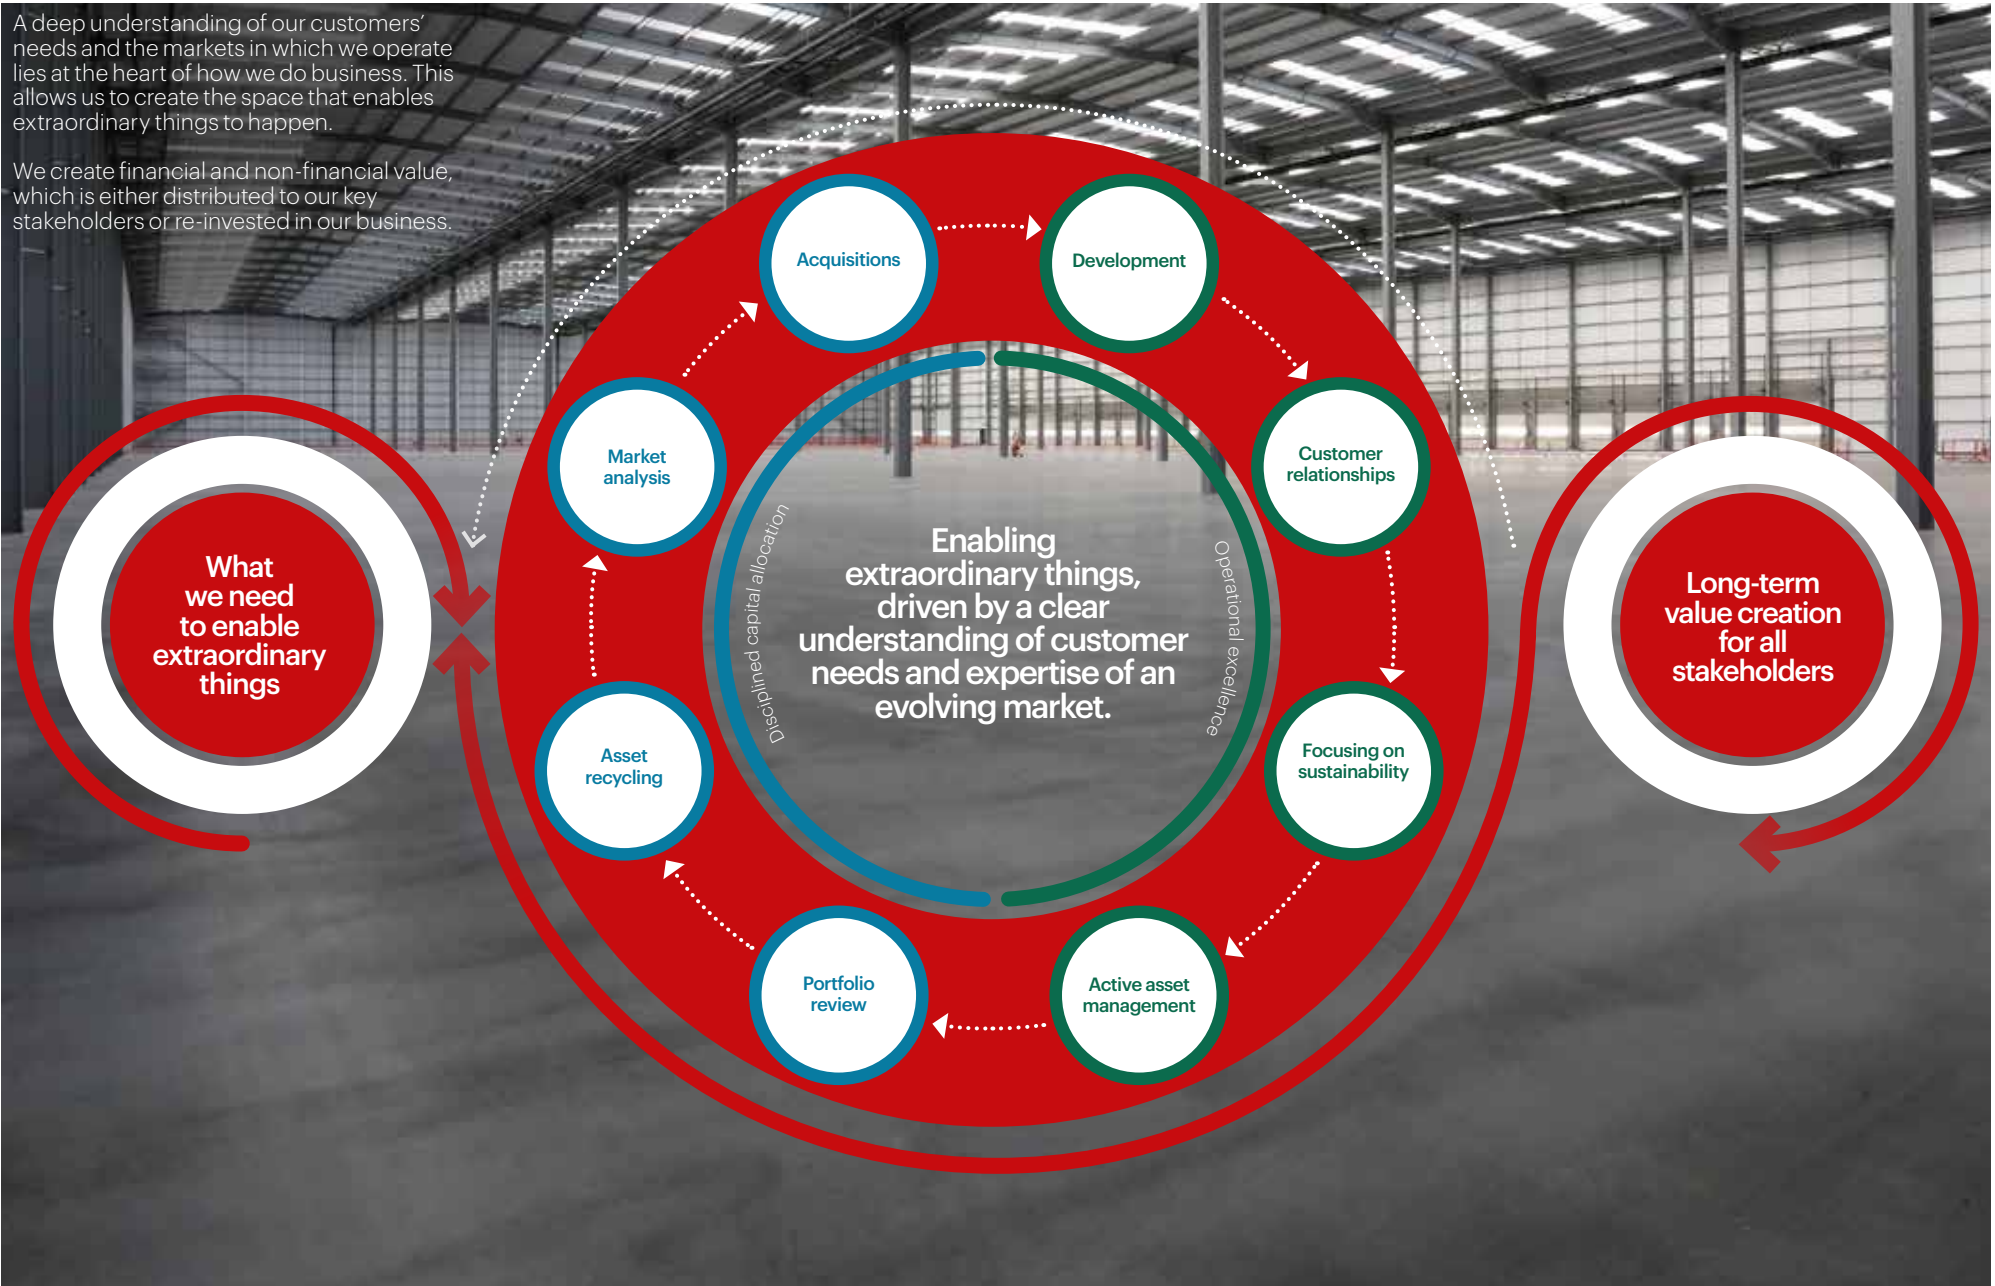 A deep understanding of our customers’
needs and the markets in which we operate
lies at the heart of how we do business. This
allows us to create the space that enables
extraordinary things to happen.
We create financial and non-financial value,
which is either distributed to our key
stakeholders or re-invested in our business.
What
we need
to enable
extraordinary
things
Acquisitions
Development
Customer
relationships
Focusing on
sustainability
Active asset
management
Portfolio
review
Asset
recycling
Market
analysis
Disciplined capital allocation
Enabling
extraordinary things,
driven by a clear
understanding of customer
needs and expertise of an
evolving market.
Operational excellence
Long-term
value creation
for all
stakeholders